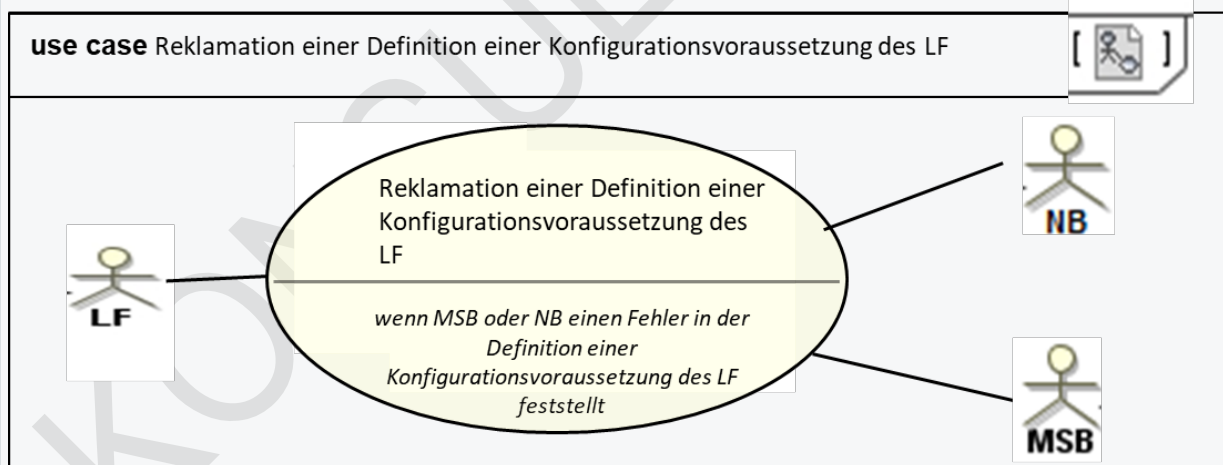 use case Reklamation einer Definition einer Konfigurationsvoraussetzung des LF
[ ]
Reklamation einer Definition einer
Konfigurationsvoraussetzung des
LF
wenn MSB oder NB einen Fehler in der
Definition einer
Konfigurationsvoraussetzung des LF
feststellt
LF
NB
MSB